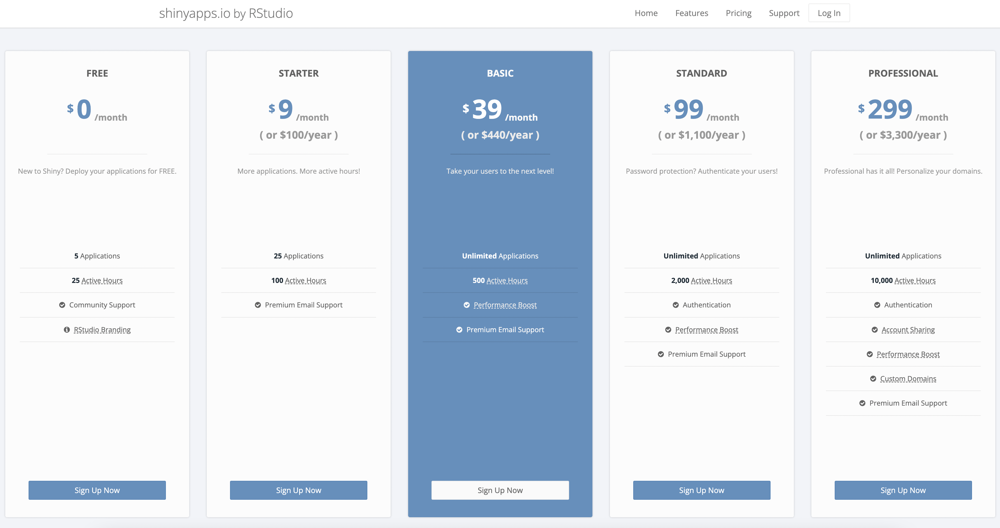 shinyapps.io by RStudio
Home Features Pricing Support Log In
FREE
$ 0 /month
New to Shiny? Deploy your applications for FREE.
5 Applications
25 Active Hours
Community Support
RStudio Branding
Sign Up Now
STARTER
$ 9 /month
( or $100/year )
More applications. More active hours!
25 Applications
100 Active Hours
Premium Email Support
Sign Up Now
BASIC
$ 39 /month
( or $440/year )
Take your users to the next level!
Unlimited Applications
500 Active Hours
Performance Boost
Premium Email Support
Sign Up Now
STANDARD
$ 99 /month
( or $1,100/year )
Password protection? Authenticate your users!
Unlimited Applications
2,000 Active Hours
Authentication
Performance Boost
Premium Email Support
Sign Up Now
PROFESSIONAL
$ 299 /month
( or $3,300/year )
Professional has it all! Personalize your domains.
Unlimited Applications
10,000 Active Hours
Authentication
Account Sharing
Performance Boost
Custom Domains
Premium Email Support
Sign Up Now